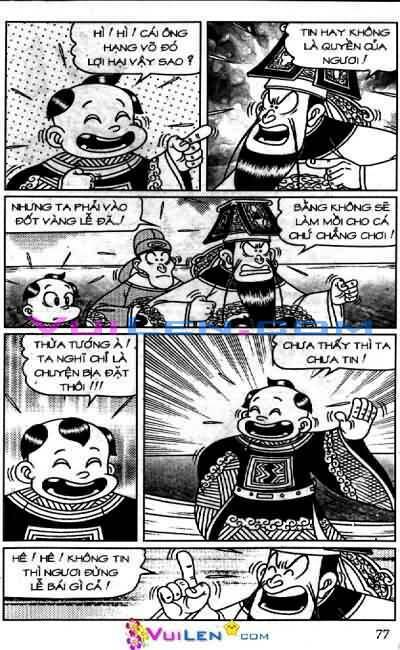 HÌ! HÌ! CÁI ÔNG
HẠNG VÕ ĐÓ
LỢI HẠI VẬY SAO?
TIN HAY KHÔNG
LÀ QUYỀN CỦA
NGƯƠI!
NHƯNG TA PHẢI VÀO
ĐỐT VÀNG LỄ ĐÃ!
BẰNG KHÔNG SẼ
LÀM MỒI CHO CÁ
CHỨ CHẲNG CHƠI!
VUILEN.COM
THỪA TƯỚNG À!
TA NGHĨ CHỈ LÀ
CHUYỆN BỊA ĐẶT
THÔI!!!
CHƯA THẤY THÌ TA
CHƯA TIN!
HÊ! HÊ! KHÔNG TIN
THÌ NGƯƠI ĐỪNG
LỄ BÁI GÌ CẢ!
77
VUILEN.COM